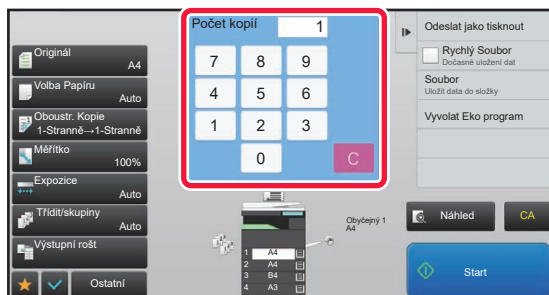 Originál
A4
Volba Papíru
Auto
Oboustr. Kopie
1-Stranně→1-Stranně
Měřítko
100%
Expozice
Auto
Třídit/skupiny
Auto
Výstupní rošt
Ostatní
Počet kopií 1
7 8 9
4 5 6
1 2 3
0 C
Obyčejný 1
A4
1 A4
2 A4
3 B4
4 A3
Odeslat jako tisknout
Rychlý Soubor
Dočasné uložení dat
Soubor
Uložit data do složky
Vyvolat Eko program
Náhled CA
Start